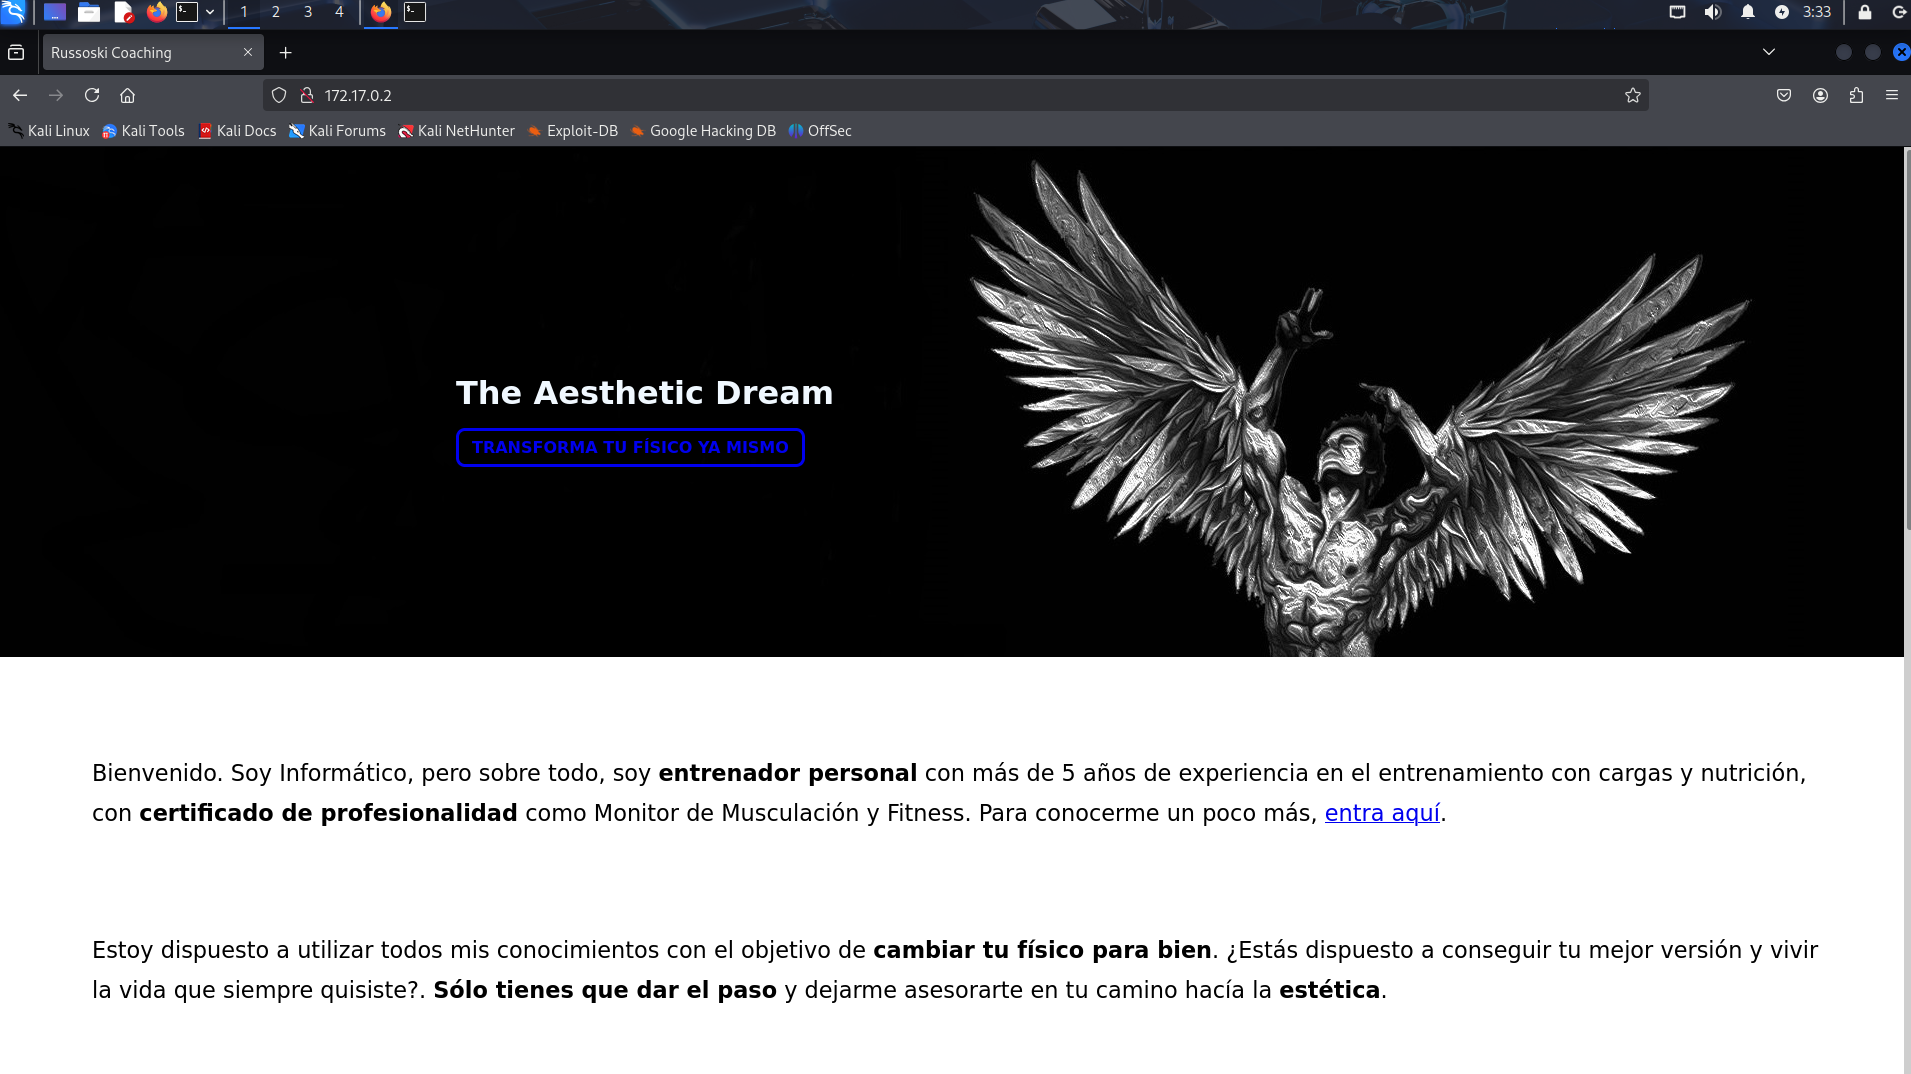 1 2 3 4 3:33
Russoski Coaching
172.17.0.2
Kali Linux Kali Tools Kali Docs Kali Forums Kali NetHunter Exploit-DB Google Hacking DB OffSec
The Aesthetic Dream
TRANSFORMA TU FÍSICO YA MISMO
Bienvenido. Soy Informático, pero sobre todo, soy entrenador personal con más de 5 años de experiencia en el entrenamiento con cargas y nutrición,
con certificado de profesionalidad como Monitor de Musculación y Fitness. Para conocerme un poco más, entra aquí.
Estoy dispuesto a utilizar todos mis conocimientos con el objetivo de cambiar tu físico para bien. ¿Estás dispuesto a conseguir tu mejor versión y vivir
la vida que siempre quisiste?. Sólo tienes que dar el paso y dejarme asesorarte en tu camino hacía la estética.